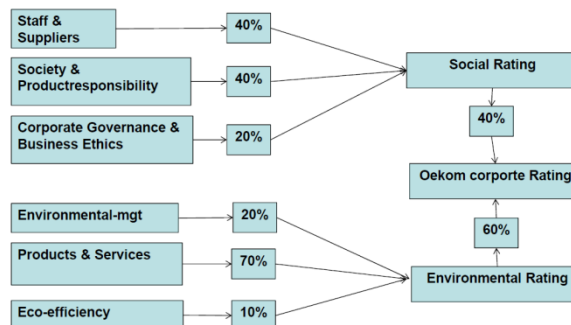 Staff &
Suppliers
40%
Society &
Productresponsibility
40%
Corporate Governance &
Business Ethics
20%
Social Rating
40%
Oekom corporte Rating
60%
Environmental-mgt
20%
Products & Services
70%
Eco-efficiency
10%
Environmental Rating